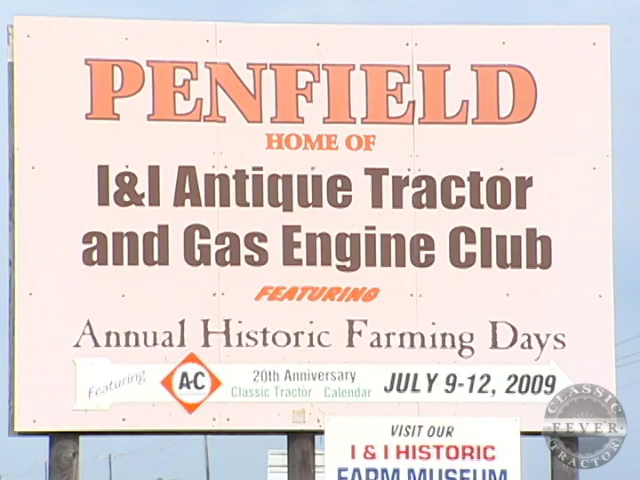 PENFIELD
HOME OF
I&I Antique Tractor
and Gas Engine Club
FEATURING
Annual Historic Farming Days
Featuring A-C 20th Anniversary JULY 9-12, 2009
Classic Tractor Calendar
VISIT OUR
I & I HISTORIC
FARM MUSEUM
CLASSIC
FEVER
TRACTOR